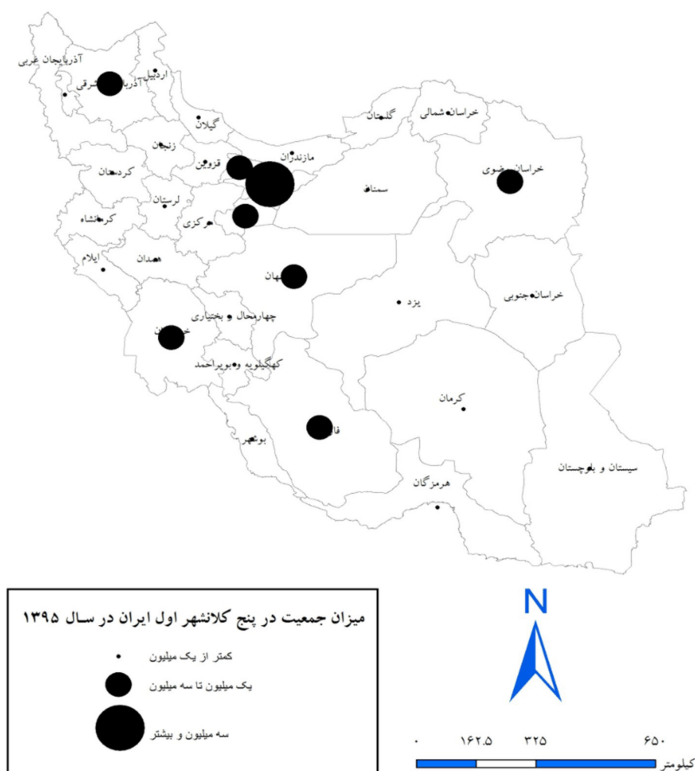 آذربایجان غربی
اردبیل
شرقی
گیلان
گلستان
خراسان شمالی
زنجان
قزوین
مازندران
خراسان رضوی
سمنان
کردستان
لرستان
کرمانشاه
مرکزی
ایلام
همدان
خراسان جنوبی
یزد
چهارمحال و بختیاری
کهگیلویه و بویراحمد
کرمان
بوشهر
سیستان و بلوچستان
هرمزگان
میزان جمعیت در پنج کلانشهر اول ایران در سال ۱۳۹۵
کمتر از یک میلیون
یک میلیون تا سه میلیون
سه میلیون و بیشتر
N
۰ ۱۶۲.۵ ۳۲۵ ۶۵۰
کیلومتر